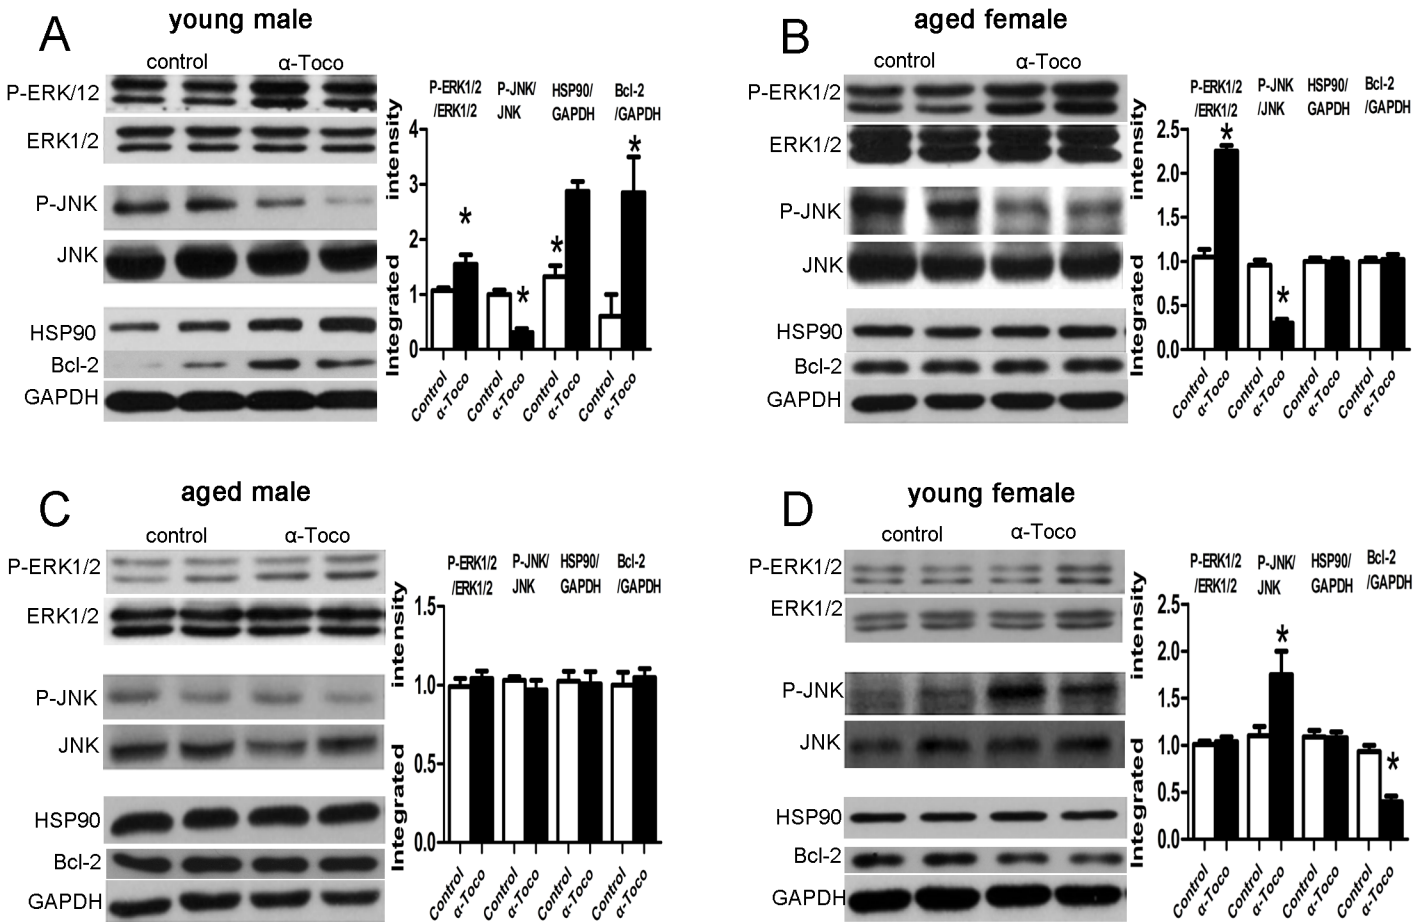 A
young male
control α-Toco
P-ERK/12
ERK1/2
P-JNK
JNK
HSP90
Bcl-2
GAPDH
P-ERK1/2 P-JNK/ HSP90/ Bcl-2
/ERK1/2 JNK GAPDH /GAPDH
Integrated intensity
4
3
2
1
0
* * * *
Control α-Toco Control α-Toco Control α-Toco Control α-Toco
B
aged female
control α-Toco
P-ERK1/2
ERK1/2
P-JNK
JNK
HSP90
Bcl-2
GAPDH
P-ERK1/2 P-JNK HSP90/ Bcl-2
/ERK1/2 /JNK GAPDH /GAPDH
Integrated intensity
2.5
2.0
1.5
1.0
0.5
0.0
* *
Control α-Toco Control α-Toco Control α-Toco Control α-Toco
C
aged male
control α-Toco
P-ERK1/2
ERK1/2
P-JNK
JNK
HSP90
Bcl-2
GAPDH
P-ERK1/2 P-JNK/ HSP90/ Bcl-2
/ERK1/2 JNK GAPDH /GAPDH
Integrated intensity
1.5
1.0
0.5
0.0
Control α-Toco Control α-Toco Control α-Toco Control α-Toco
D
young female
control α-Toco
P-ERK1/2
ERK1/2
P-JNK
JNK
HSP90
Bcl-2
GAPDH
P-ERK1/2 P-JNK/ HSP90/ Bcl-2
/ERK1/2 JNK GAPDH /GAPDH
Integrated intensity
2.5
2.0
1.5
1.0
0.5
0.0
* *
Control α-Toco Control α-Toco Control α-Toco Control α-Toco